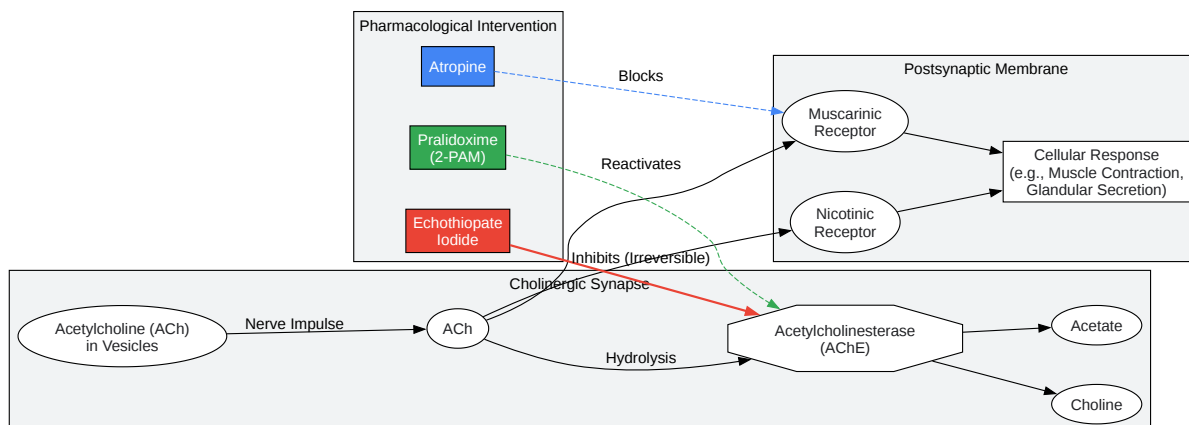 Pharmacological Intervention
Atropine
Blocks
Pralidoxime
(2-PAM)
Reactivates
Echothiopate
Iodide
Inhibits (Irreversible)
Postsynaptic Membrane
Muscarinic
Receptor
Nicotinic
Receptor
Cellular Response
(e.g., Muscle Contraction,
Glandular Secretion)
Cholinergic Synapse
Acetylcholine (ACh)
in Vesicles
Nerve Impulse
ACh
Hydrolysis
Acetylcholinesterase
(AChE)
Acetate
Choline